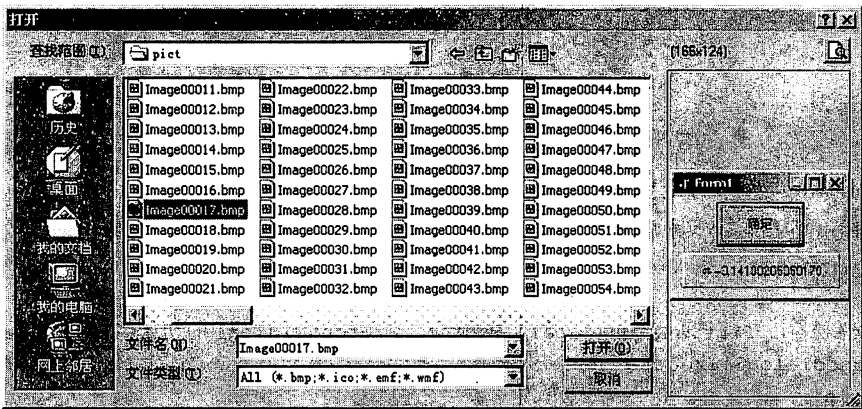 打开
查找范围(I):
pict
(166x124)
历史
桌面
我的文档
我的电脑
网上邻居
Image00011.bmp
Image00012.bmp
Image00013.bmp
Image00014.bmp
Image00015.bmp
Image00016.bmp
Image00017.bmp
Image00018.bmp
Image00019.bmp
Image00020.bmp
Image00021.bmp
Image00022.bmp
Image00023.bmp
Image00024.bmp
Image00025.bmp
Image00026.bmp
Image00027.bmp
Image00028.bmp
Image00029.bmp
Image00030.bmp
Image00031.bmp
Image00032.bmp
Image00033.bmp
Image00034.bmp
Image00035.bmp
Image00036.bmp
Image00037.bmp
Image00038.bmp
Image00039.bmp
Image00040.bmp
Image00041.bmp
Image00042.bmp
Image00043.bmp
Image00044.bmp
Image00045.bmp
Image00046.bmp
Image00047.bmp
Image00048.bmp
Image00049.bmp
Image00050.bmp
Image00051.bmp
Image00052.bmp
Image00053.bmp
Image00054.bmp
Form1
确定
文件名(N):
Image00017.bmp
打开(O)
文件类型(T):
All (*.bmp;*.ico;*.emf;*.wmf)
取消